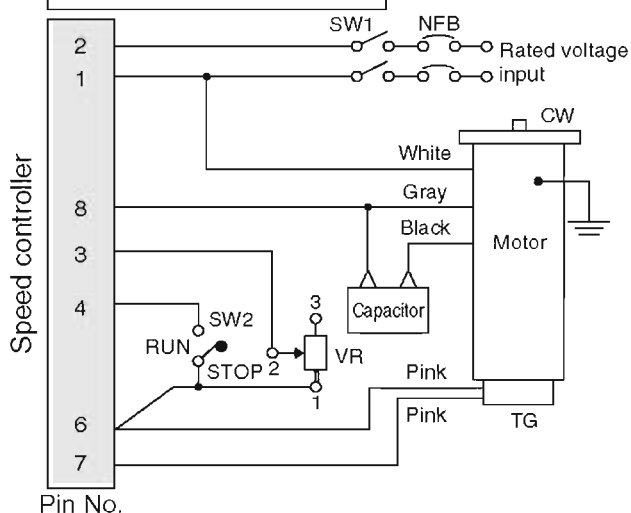 SW1 NFB
2 Rated voltage
1 input
CW
White
8 Gray
Black
Motor
3
4
3
Capacitor
SW2
RUN
2 VR
STOP
1
Pink
6
Pink TG
7
Speed controller
Pin No.